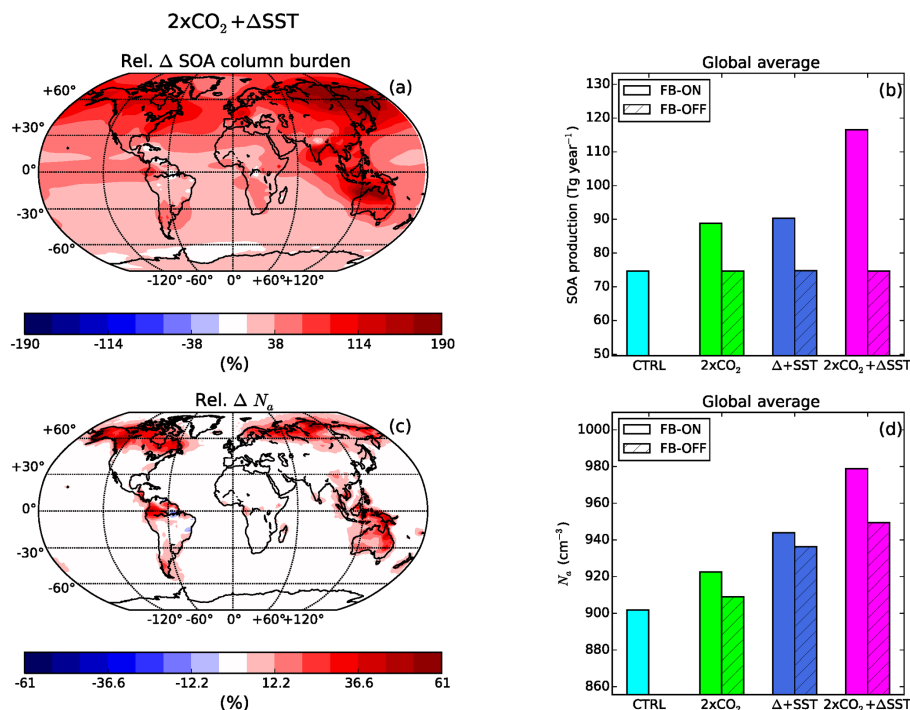 2xCO₂+ΔSST
Rel. Δ SOA column burden
(a)
+60°
+30°
0°
-30°
-60°
-120° -60° 0° +60° +120°
-190 -114 -38 38 114 190
(%)
Global average
(b)
FB-ON
FB-OFF
SOA production (Tg year⁻¹)
130
120
110
100
90
80
70
60
50
CTRL 2xCO₂ Δ+SST 2xCO₂+ΔSST
Rel. Δ Nₐ
(c)
+60°
+30°
0°
-30°
-60°
-120° -60° 0° +60° +120°
-61 -36.6 -12.2 12.2 36.6 61
(%)
Global average
(d)
FB-ON
FB-OFF
Nₐ (cm⁻³)
1000
980
960
940
920
900
880
860
CTRL 2xCO₂ Δ+SST 2xCO₂+ΔSST